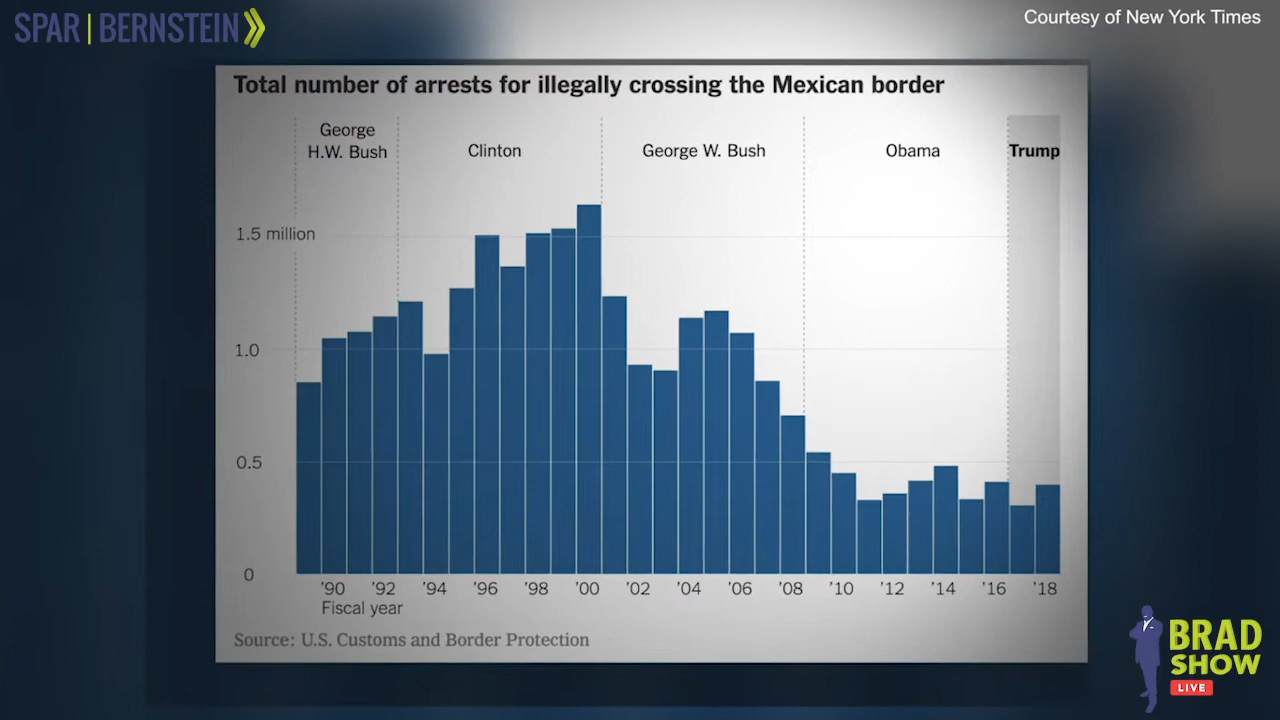 SPAR | BERNSTEIN
Courtesy of New York Times
Total number of arrests for illegally crossing the Mexican border
George
H.W. Bush
Clinton
George W. Bush
Obama
Trump
1.5 million
1.0
0.5
0
'90 '92 '94 '96 '98 '00 '02 '04 '06 '08 '10 '12 '14 '16 '18
Fiscal year
Source: U.S. Customs and Border Protection
BRAD
SHOW
LIVE